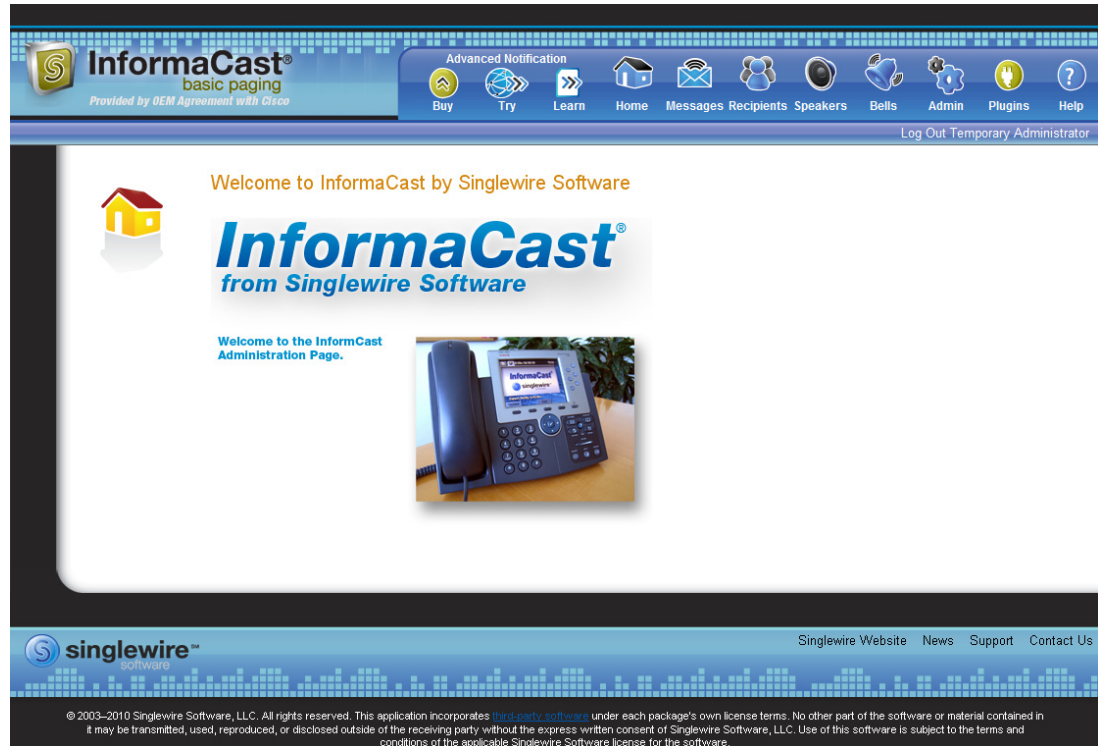 InformaCast®
basic paging
Provided by OEM Agreement with Cisco
Advanced Notification
Buy Try Learn Home Messages Recipients Speakers Bells Admin Plugins Help
Log Out Temporary Administrator
Welcome to InformaCast by Singlewire Software
InformaCast®
from Singlewire Software
Welcome to the InformCast
Administration Page.
InformaCast
singlewire
singlewire℠
software
Singlewire Website News Support Contact Us
© 2003–2010 Singlewire Software, LLC. All rights reserved. This application incorporates third-party software under each package's own license terms. No other part of the software or material contained in
it may be transmitted, used, reproduced, or disclosed outside of the receiving party without the express written consent of Singlewire Software, LLC. Use of this software is subject to the terms and
conditions of the applicable Singlewire Software license for the software.